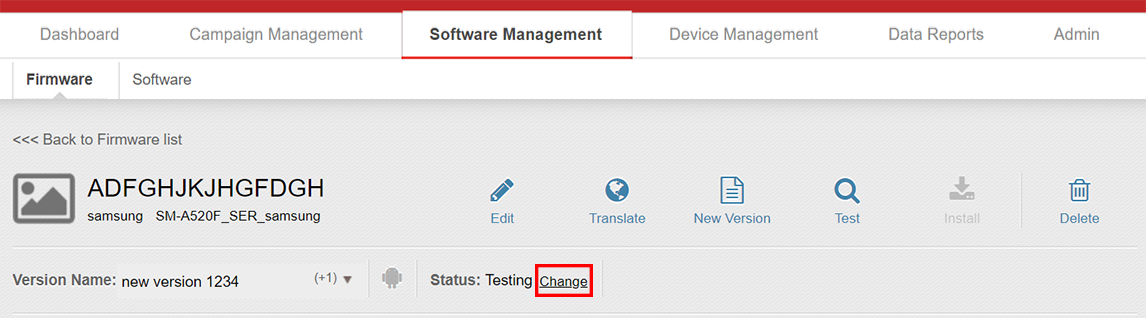 Dashboard Campaign Management Software Management Device Management Data Reports Admin
Firmware Software
<<< Back to Firmware list
ADFGHJKJHGFDGH
samsung SM-A520F_SER_samsung
Edit Translate New Version Test Install Delete
Version Name: new version 1234 (+1) Status: Testing Change